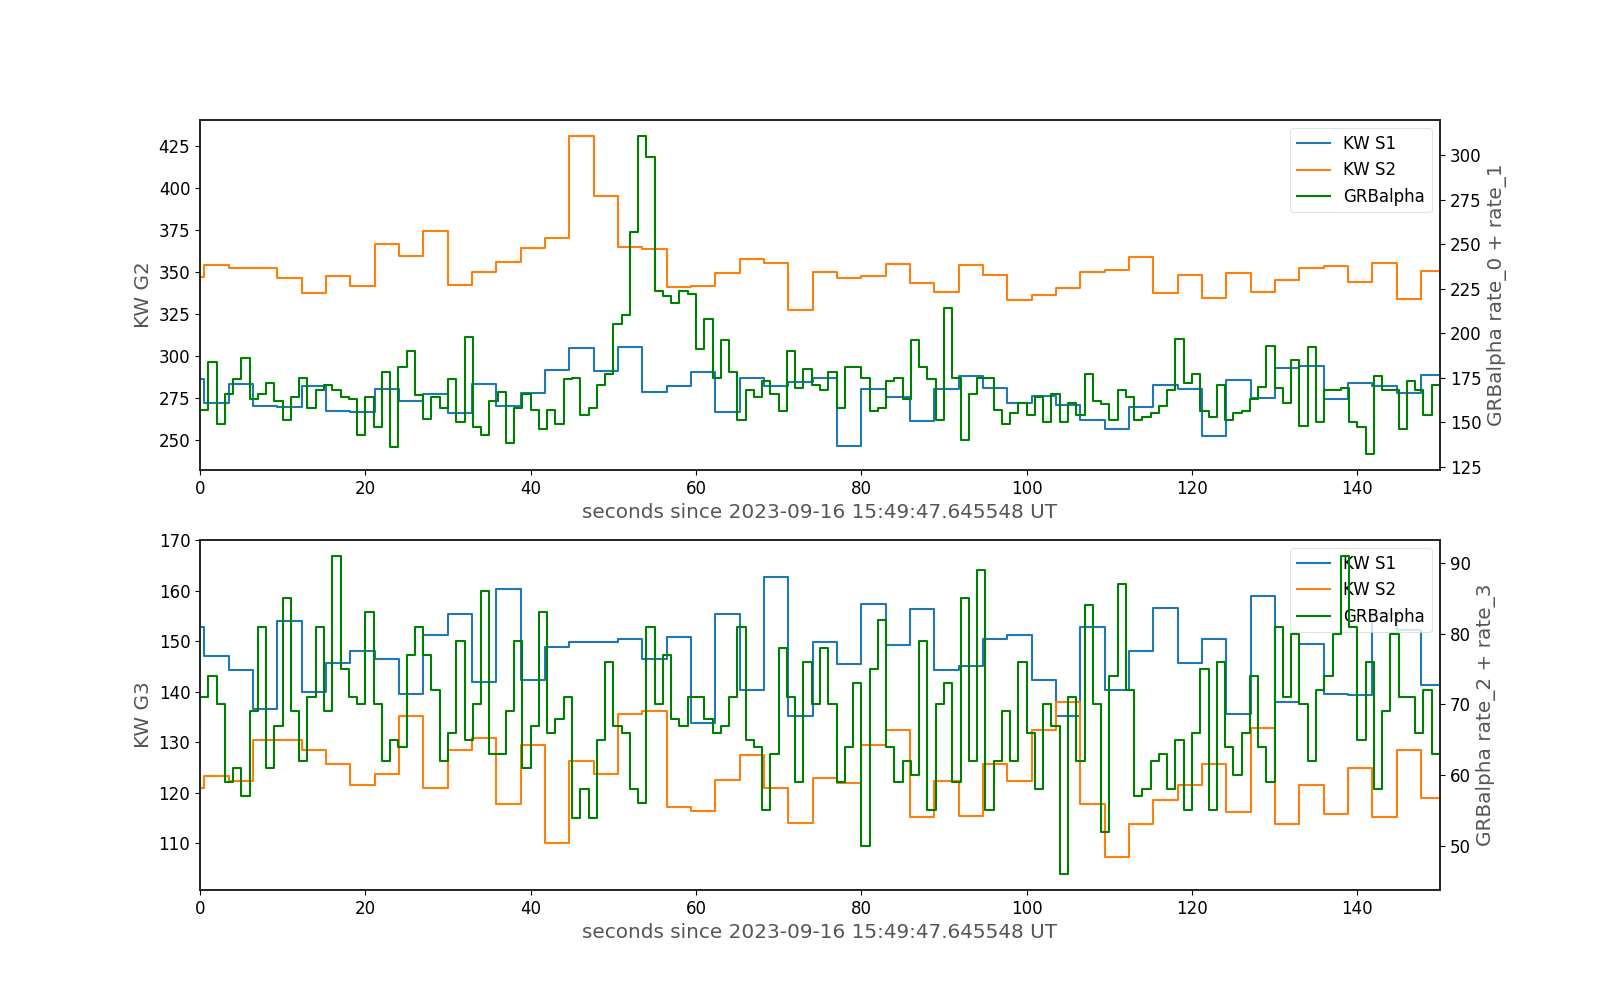 KW G2
425
400
375
350
325
300
275
250
KW S1
KW S2
GRBalpha
300
275
250
225
200
175
150
125
GRBalpha rate_0 + rate_1
0 20 40 60 80 100 120 140
seconds since 2023-09-16 15:49:47.645548 UT
KW G3
170
160
150
140
130
120
110
KW S1
KW S2
GRBalpha
90
80
70
60
50
GRBalpha rate_2 + rate_3
0 20 40 60 80 100 120 140
seconds since 2023-09-16 15:49:47.645548 UT